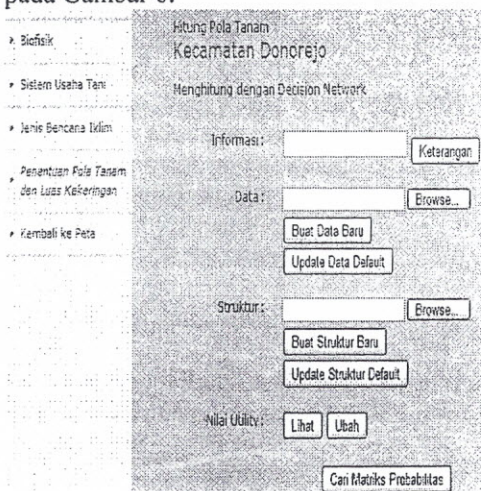 pada Gambar 6.
Biofisik
Sistem Usaha Tani
Jenis Bencana Iklim
Penentuan Pola Tanam
dan Luas Kekeringan
Kembali ke Peta
Hitung Pola Tanam
Kecamatan Donorejo
Menghitung dengan Decision Network
Informasi:
Keterangan
Data:
Browse...
Buat Data Baru
Update Data Default
Struktur:
Browse...
Buat Struktur Baru
Update Struktur Default
Nilai Utility:
Lihat Ubah
Cari Matriks Probabilitas